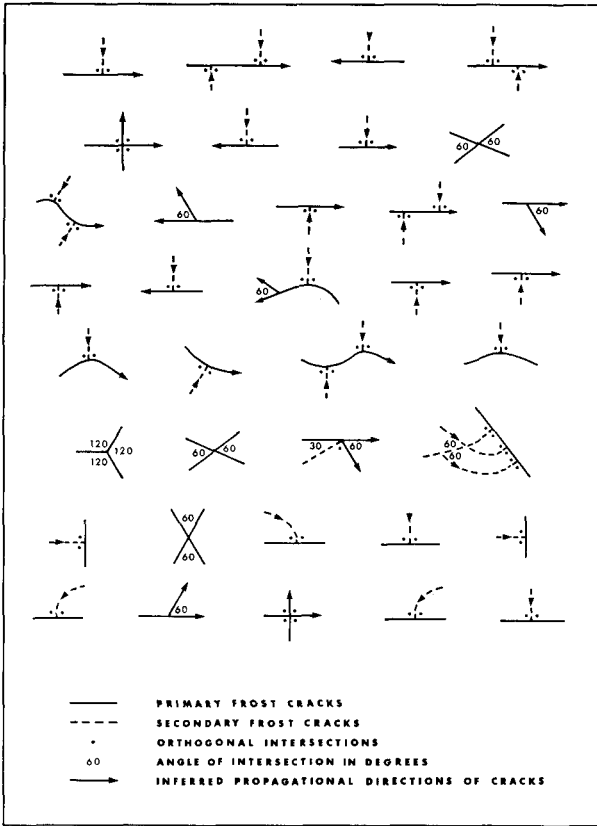 60 60
60 60
60
120 120
120
60 60 30 60 60
60
60
60
60
PRIMARY FROST CRACKS
SECONDARY FROST CRACKS
ORTHOGONAL INTERSECTIONS
60 ANGLE OF INTERSECTION IN DEGREES
INFERRED PROPAGATIONAL DIRECTIONS OF CRACKS